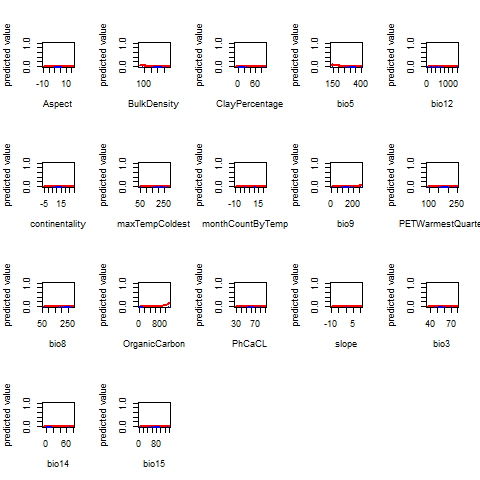 predicted value 0.0 1.0 -10 10 Aspect
predicted value 0.0 1.0 100 BulkDensity
predicted value 0.0 1.0 0 60 ClayPercentage
predicted value 0.0 1.0 150 400 bio5
predicted value 0.0 1.0 0 1000 bio12
predicted value 0.0 1.0 -5 15 continentality
predicted value 0.0 1.0 50 250 maxTempColdest
predicted value 0.0 1.0 -10 15 monthCountByTemp
predicted value 0.0 1.0 0 200 bio9
predicted value 0.0 1.0 100 250 PETWarmestQuarte
predicted value 0.0 1.0 50 250 bio8
predicted value 0.0 1.0 0 800 OrganicCarbon
predicted value 0.0 1.0 30 70 PhCaCL
predicted value 0.0 1.0 -10 5 slope
predicted value 0.0 1.0 40 70 bio3
predicted value 0.0 1.0 0 60 bio14
predicted value 0.0 1.0 0 80 bio15